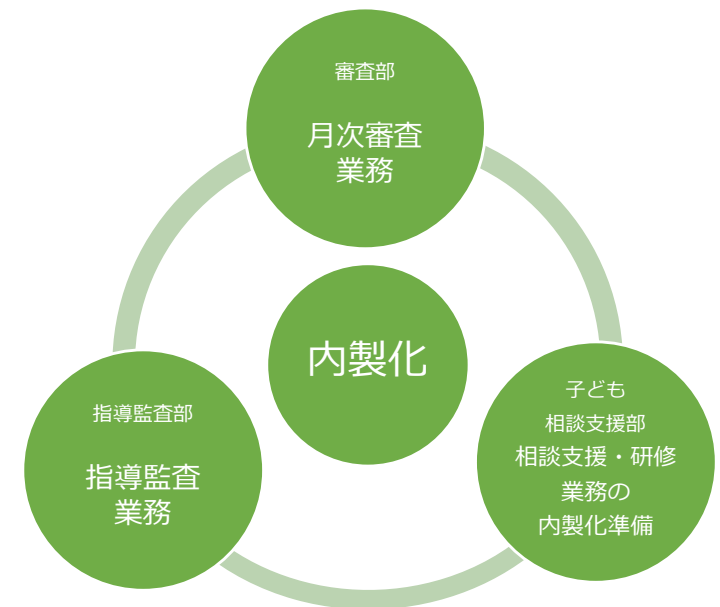 審査部
月次審査
業務
内製化
指導監査部
指導監査
業務
子ども
相談支援部
相談支援・研修
業務の
内製化準備